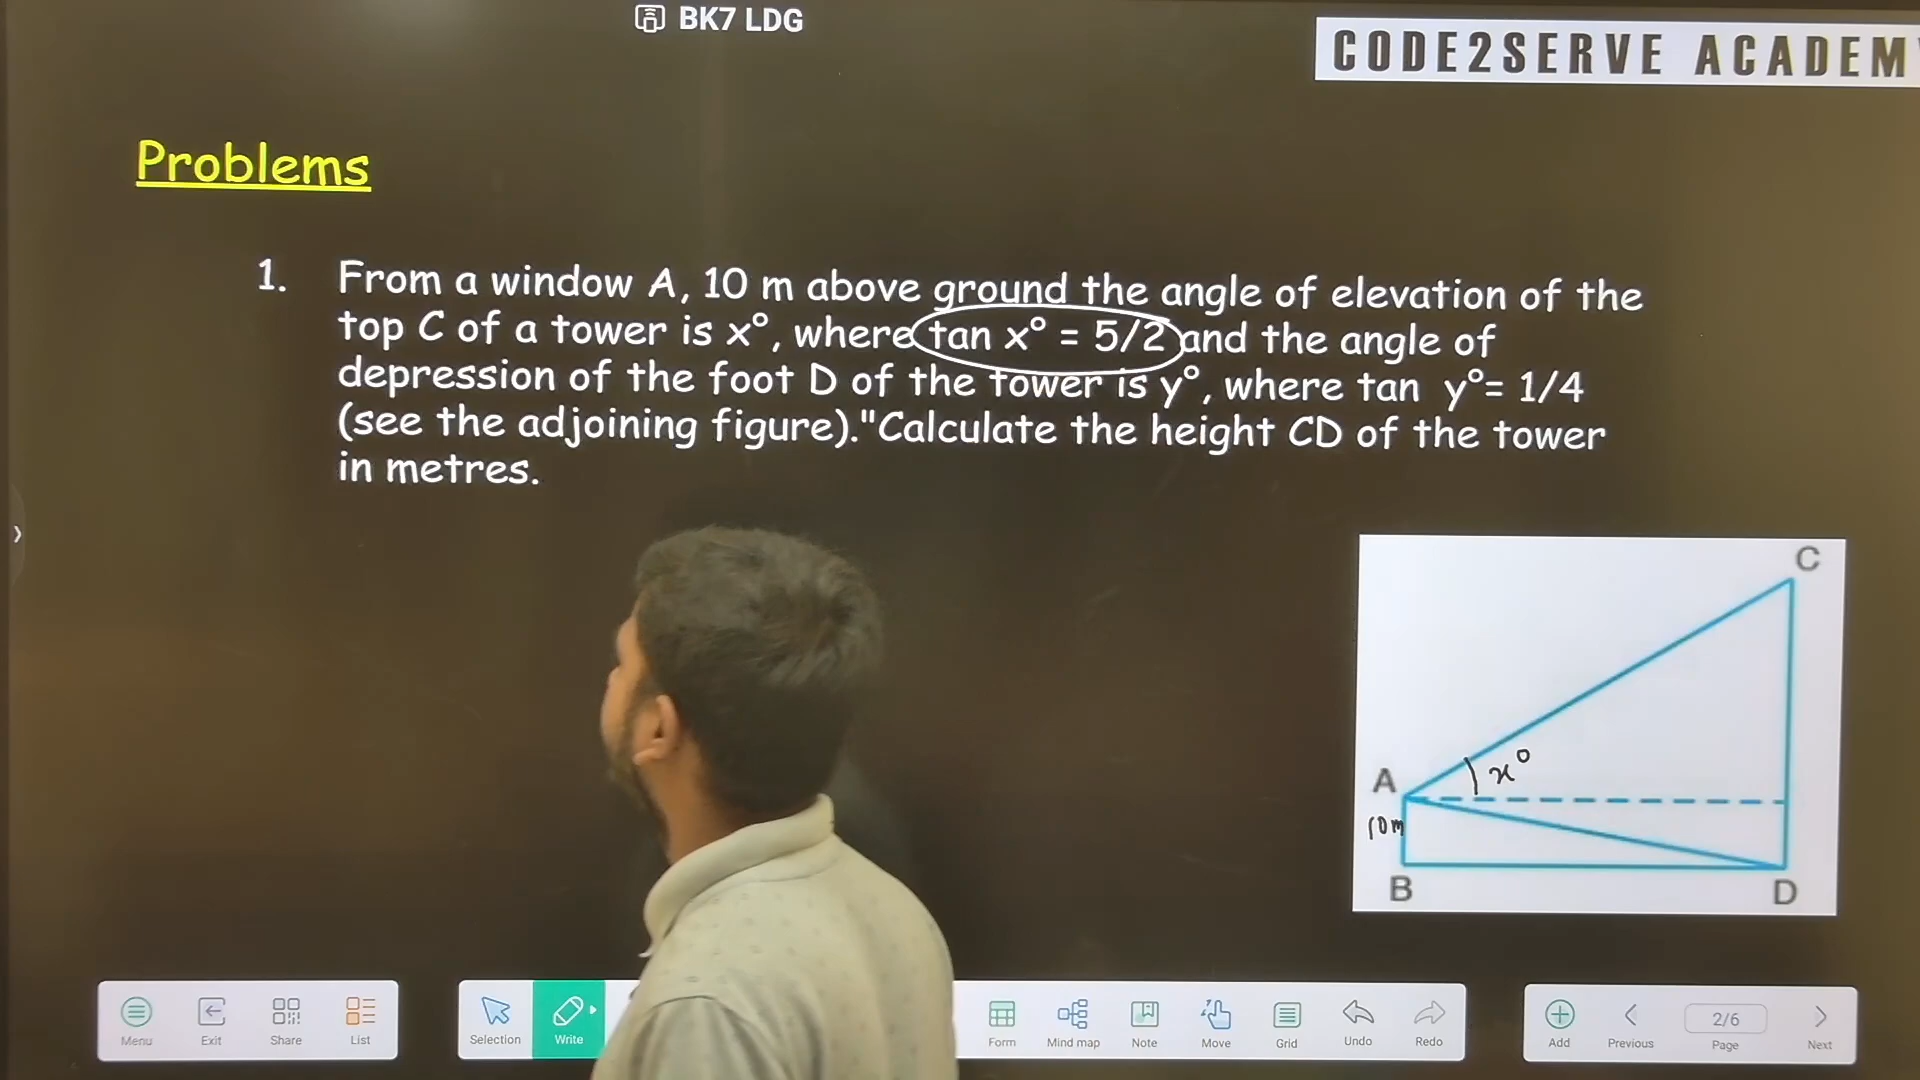 BK7 LDG
CODE2SERVE ACADEM
Problems
1. From a window A, 10 m above ground the angle of elevation of the
top C of a tower is x°, where tan x° = 5/2 and the angle of
depression of the foot D of the tower is y°, where tan y°= 1/4
(see the adjoining figure)."Calculate the height CD of the tower
in metres.
C
x°
A
10m
B
D
Menu
Exit
Share
List
Selection
Write
Form
Mind map
Note
Move
Grid
Undo
Redo
Add
Previous
2/6
Page
Next